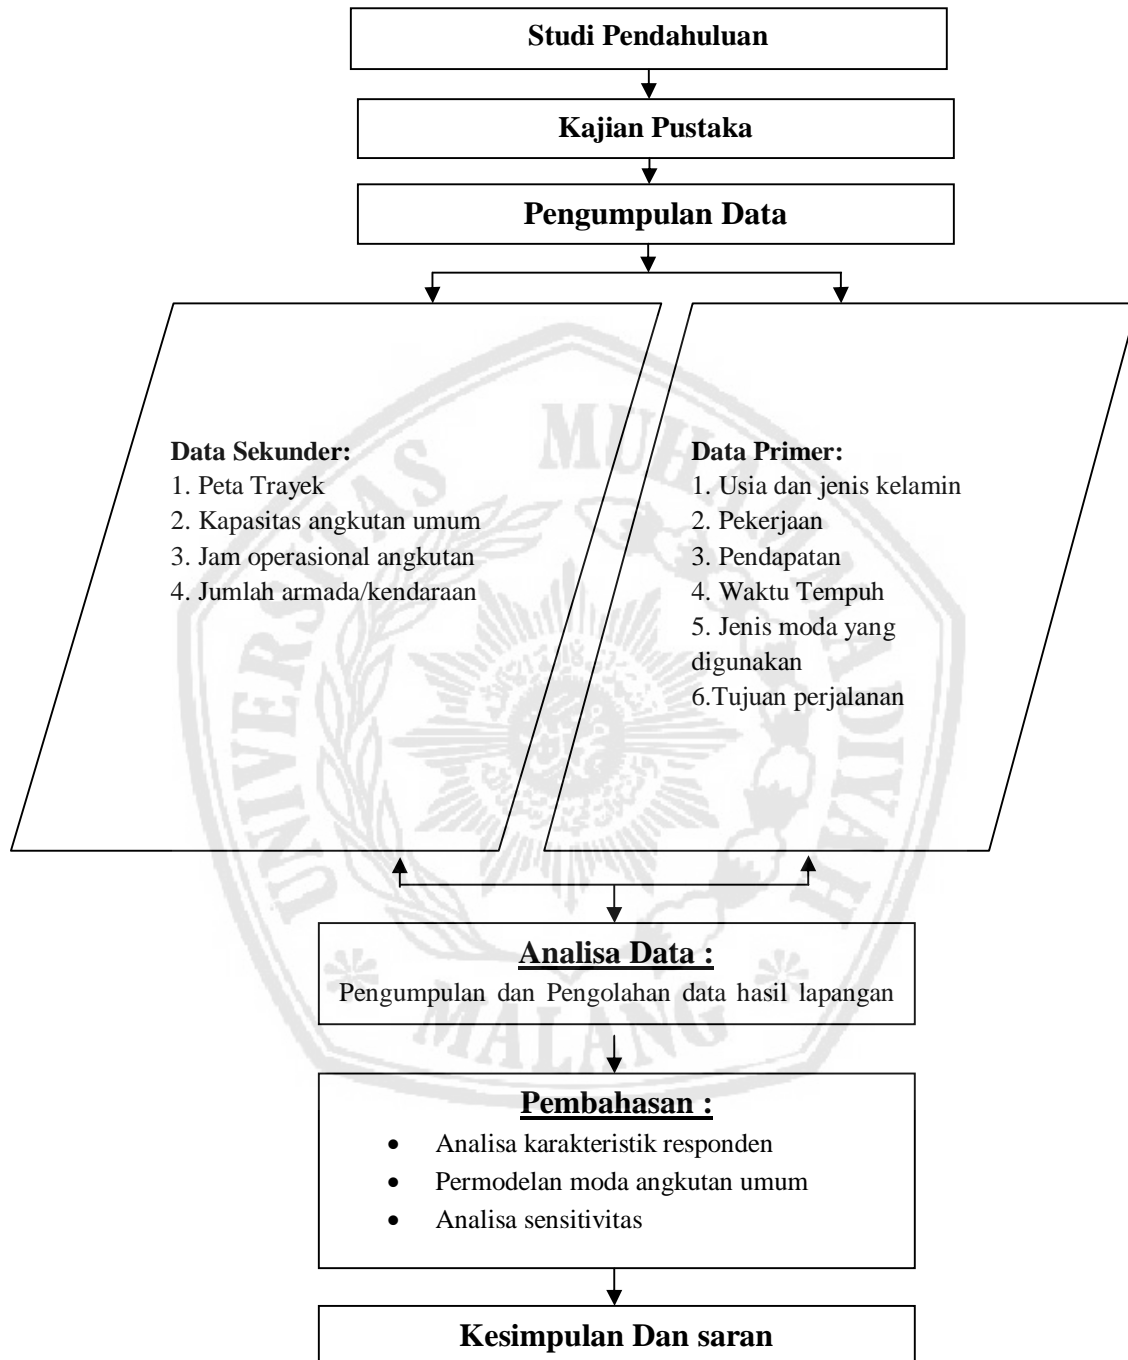 Studi Pendahuluan
Kajian Pustaka
Pengumpulan Data
Data Sekunder:
1. Peta Trayek
2. Kapasitas angkutan umum
3. Jam operasional angkutan
4. Jumlah armada/kendaraan
Data Primer:
1. Usia dan jenis kelamin
2. Pekerjaan
3. Pendapatan
4. Waktu Tempuh
5. Jenis moda yang
digunakan
6.Tujuan perjalanan
Analisa Data :
Pengumpulan dan Pengolahan data hasil lapangan
Pembahasan :
• Analisa karakteristik responden
• Permodelan moda angkutan umum
• Analisa sensitivitas
Kesimpulan Dan saran
UNIVERSITAS MUHAMMADIYAH
MALANG